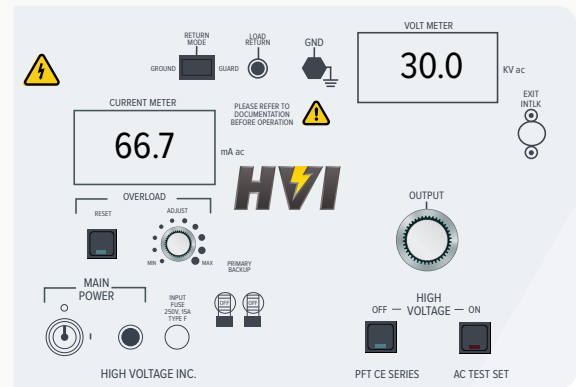 RETURN
MODE
LOAD
RETURN
GND
VOLT METER
GROUND
GUARD
30.0
KV ac
EXIT
INTLK
CURRENT METER
PLEASE REFER TO
DOCUMENTATION
BEFORE OPERATION
66.7
mA ac
HVI
OVERLOAD
RESET
ADJUST
MIN
MAX
OUTPUT
PRIMARY
BACKUP
MAIN
POWER
INPUT
FUSE
250V, 15A
TYPE F
OFF
OFF
I
HIGH
OFF — VOLTAGE — ON
HIGH VOLTAGE INC.
PFT CE SERIES
AC TEST SET